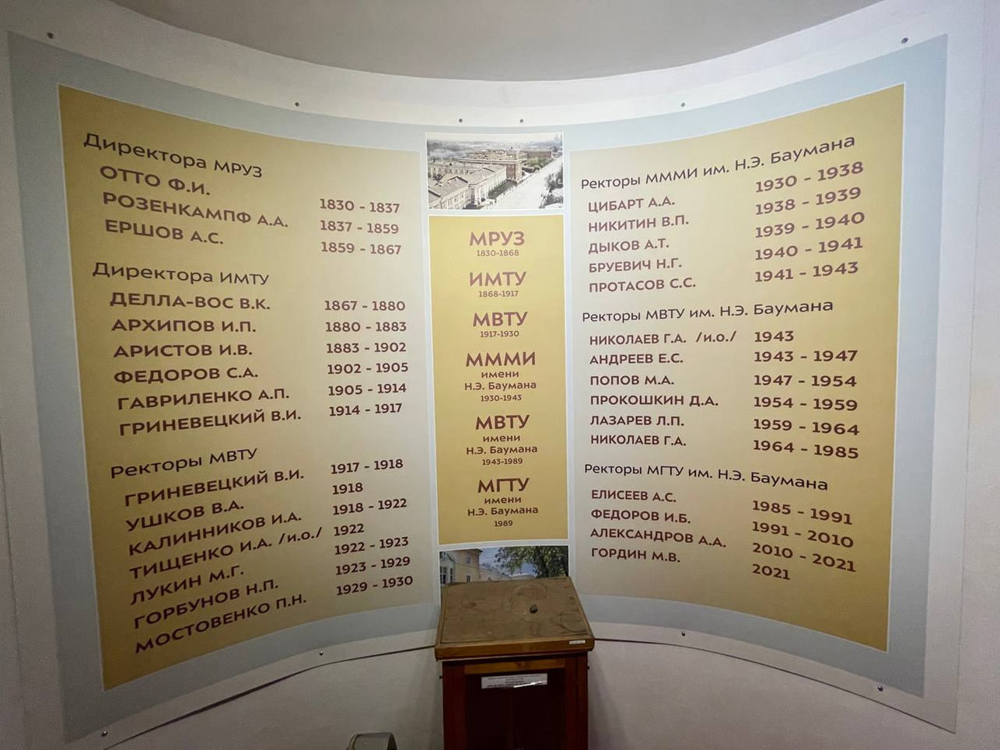 Директора МРУЗ
ОТТО Ф.И. 1830 - 1837
РОЗЕНКАМПФ А.А. 1837 - 1859
ЕРШОВ А.С. 1859 - 1867
Директора ИМТУ
ДЕЛЛА-ВОС В.К. 1867 - 1880
АРХИПОВ И.П. 1880 - 1883
АРИСТОВ И.В. 1883 - 1902
ФЕДОРОВ С.А. 1902 - 1905
ГАВРИЛЕНКО А.П. 1905 - 1914
ГРИНЕВЕЦКИЙ В.И. 1914 - 1917
Ректоры МВТУ
ГРИНЕВЕЦКИЙ В.И. 1917 - 1918
УШКОВ В.А. 1918
КАЛИННИКОВ И.А. 1918 - 1922
ТИЩЕНКО И.А. /и.о./ 1922
ЛУКИН М.Г. 1922 - 1923
ГОРБУНОВ Н.П. 1923 - 1929
МОСТОВЕНКО П.Н. 1929 - 1930
МРУЗ
1830-1868
ИМТУ
1868-1917
МВТУ
1917-1930
МММИ
имени
Н.Э. Баумана
1930-1943
МВТУ
имени
Н.Э. Баумана
1943-1989
МГТУ
имени
Н.Э. Баумана
1989
Ректоры МММИ им. Н.Э. Баумана
ЦИБАРТ А.А. 1930 - 1938
НИКИТИН В.П. 1938 - 1939
ДЫКОВ А.Т. 1939 - 1940
БРУЕВИЧ Н.Г. 1940 - 1941
ПРОТАСОВ С.С. 1941 - 1943
Ректоры МВТУ им. Н.Э. Баумана
НИКОЛАЕВ Г.А. /и.о./ 1943
АНДРЕЕВ Е.С. 1943 - 1947
ПОПОВ М.А. 1947 - 1954
ПРОКОШКИН Д.А. 1954 - 1959
ЛАЗАРЕВ Л.П. 1959 - 1964
НИКОЛАЕВ Г.А. 1964 - 1985
Ректоры МГТУ им. Н.Э. Баумана
ЕЛИСЕЕВ А.С. 1985 - 1991
ФЕДОРОВ И.Б. 1991 - 2010
АЛЕКСАНДРОВ А.А. 2010 - 2021
ГОРДИН М.В. 2021